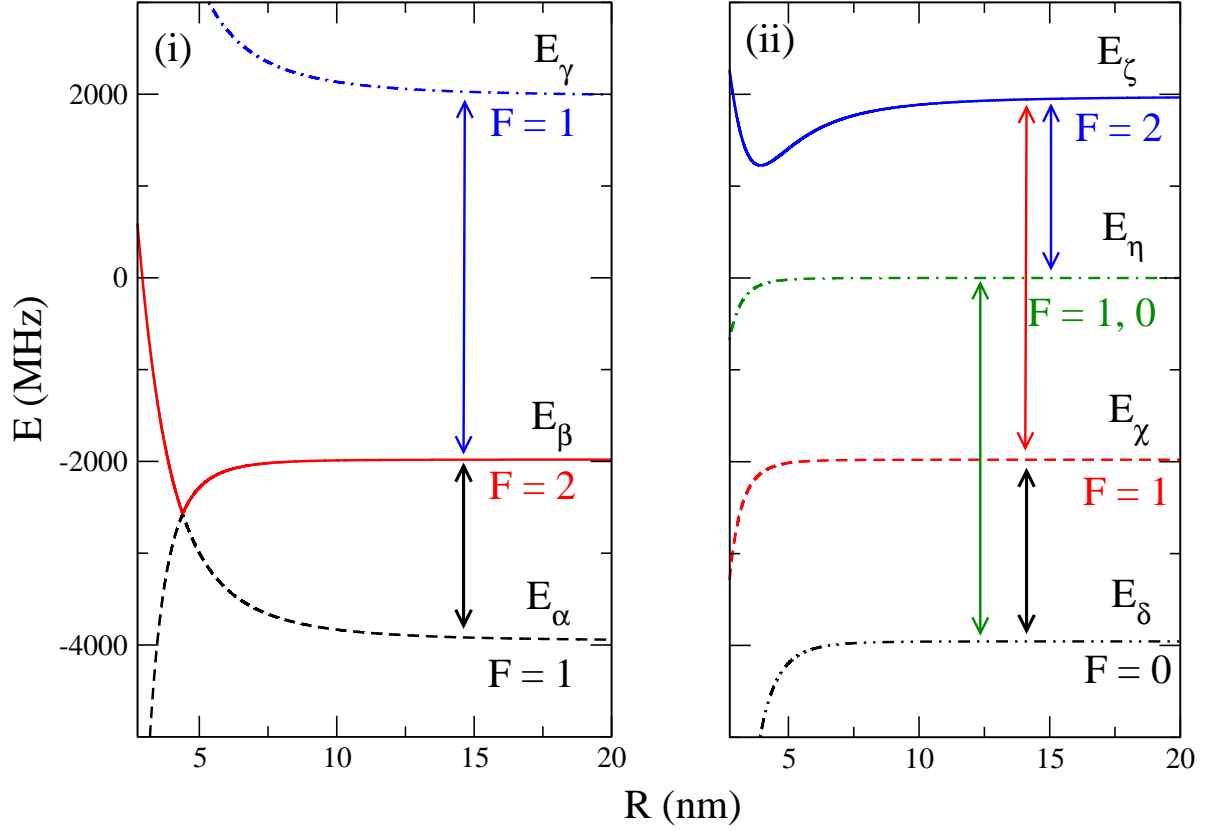 (i)
E_γ
2000
F = 1
0
E_β
-2000
F = 2
E_α
-4000
F = 1
5
10
15
20
E (MHz)
(ii)
E_ζ
F = 2
E_η
F = 1, 0
E_χ
F = 1
E_δ
F = 0
5
10
15
20
R (nm)